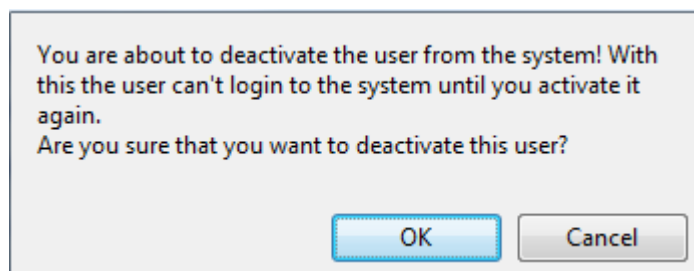 You are about to deactivate the user from the system! With
this the user can't login to the system until you activate it
again.
Are you sure that you want to deactivate this user?
OK
Cancel